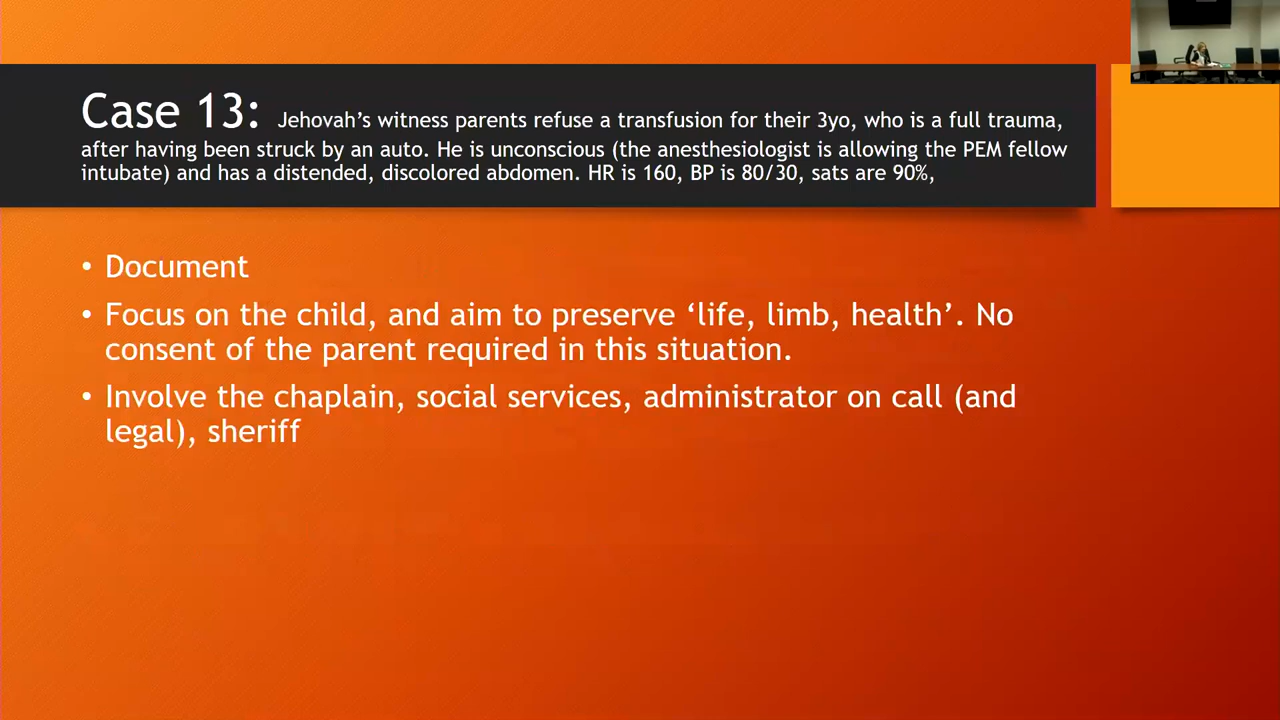 Case 13: Jehovah's witness parents refuse a transfusion for their 3yo, who is a full trauma,
after having been struck by an auto. He is unconscious (the anesthesiologist is allowing the PEM fellow
intubate) and has a distended, discolored abdomen. HR is 160, BP is 80/30, sats are 90%,
• Document
• Focus on the child, and aim to preserve ‘life, limb, health’. No
consent of the parent required in this situation.
• Involve the chaplain, social services, administrator on call (and
legal), sheriff